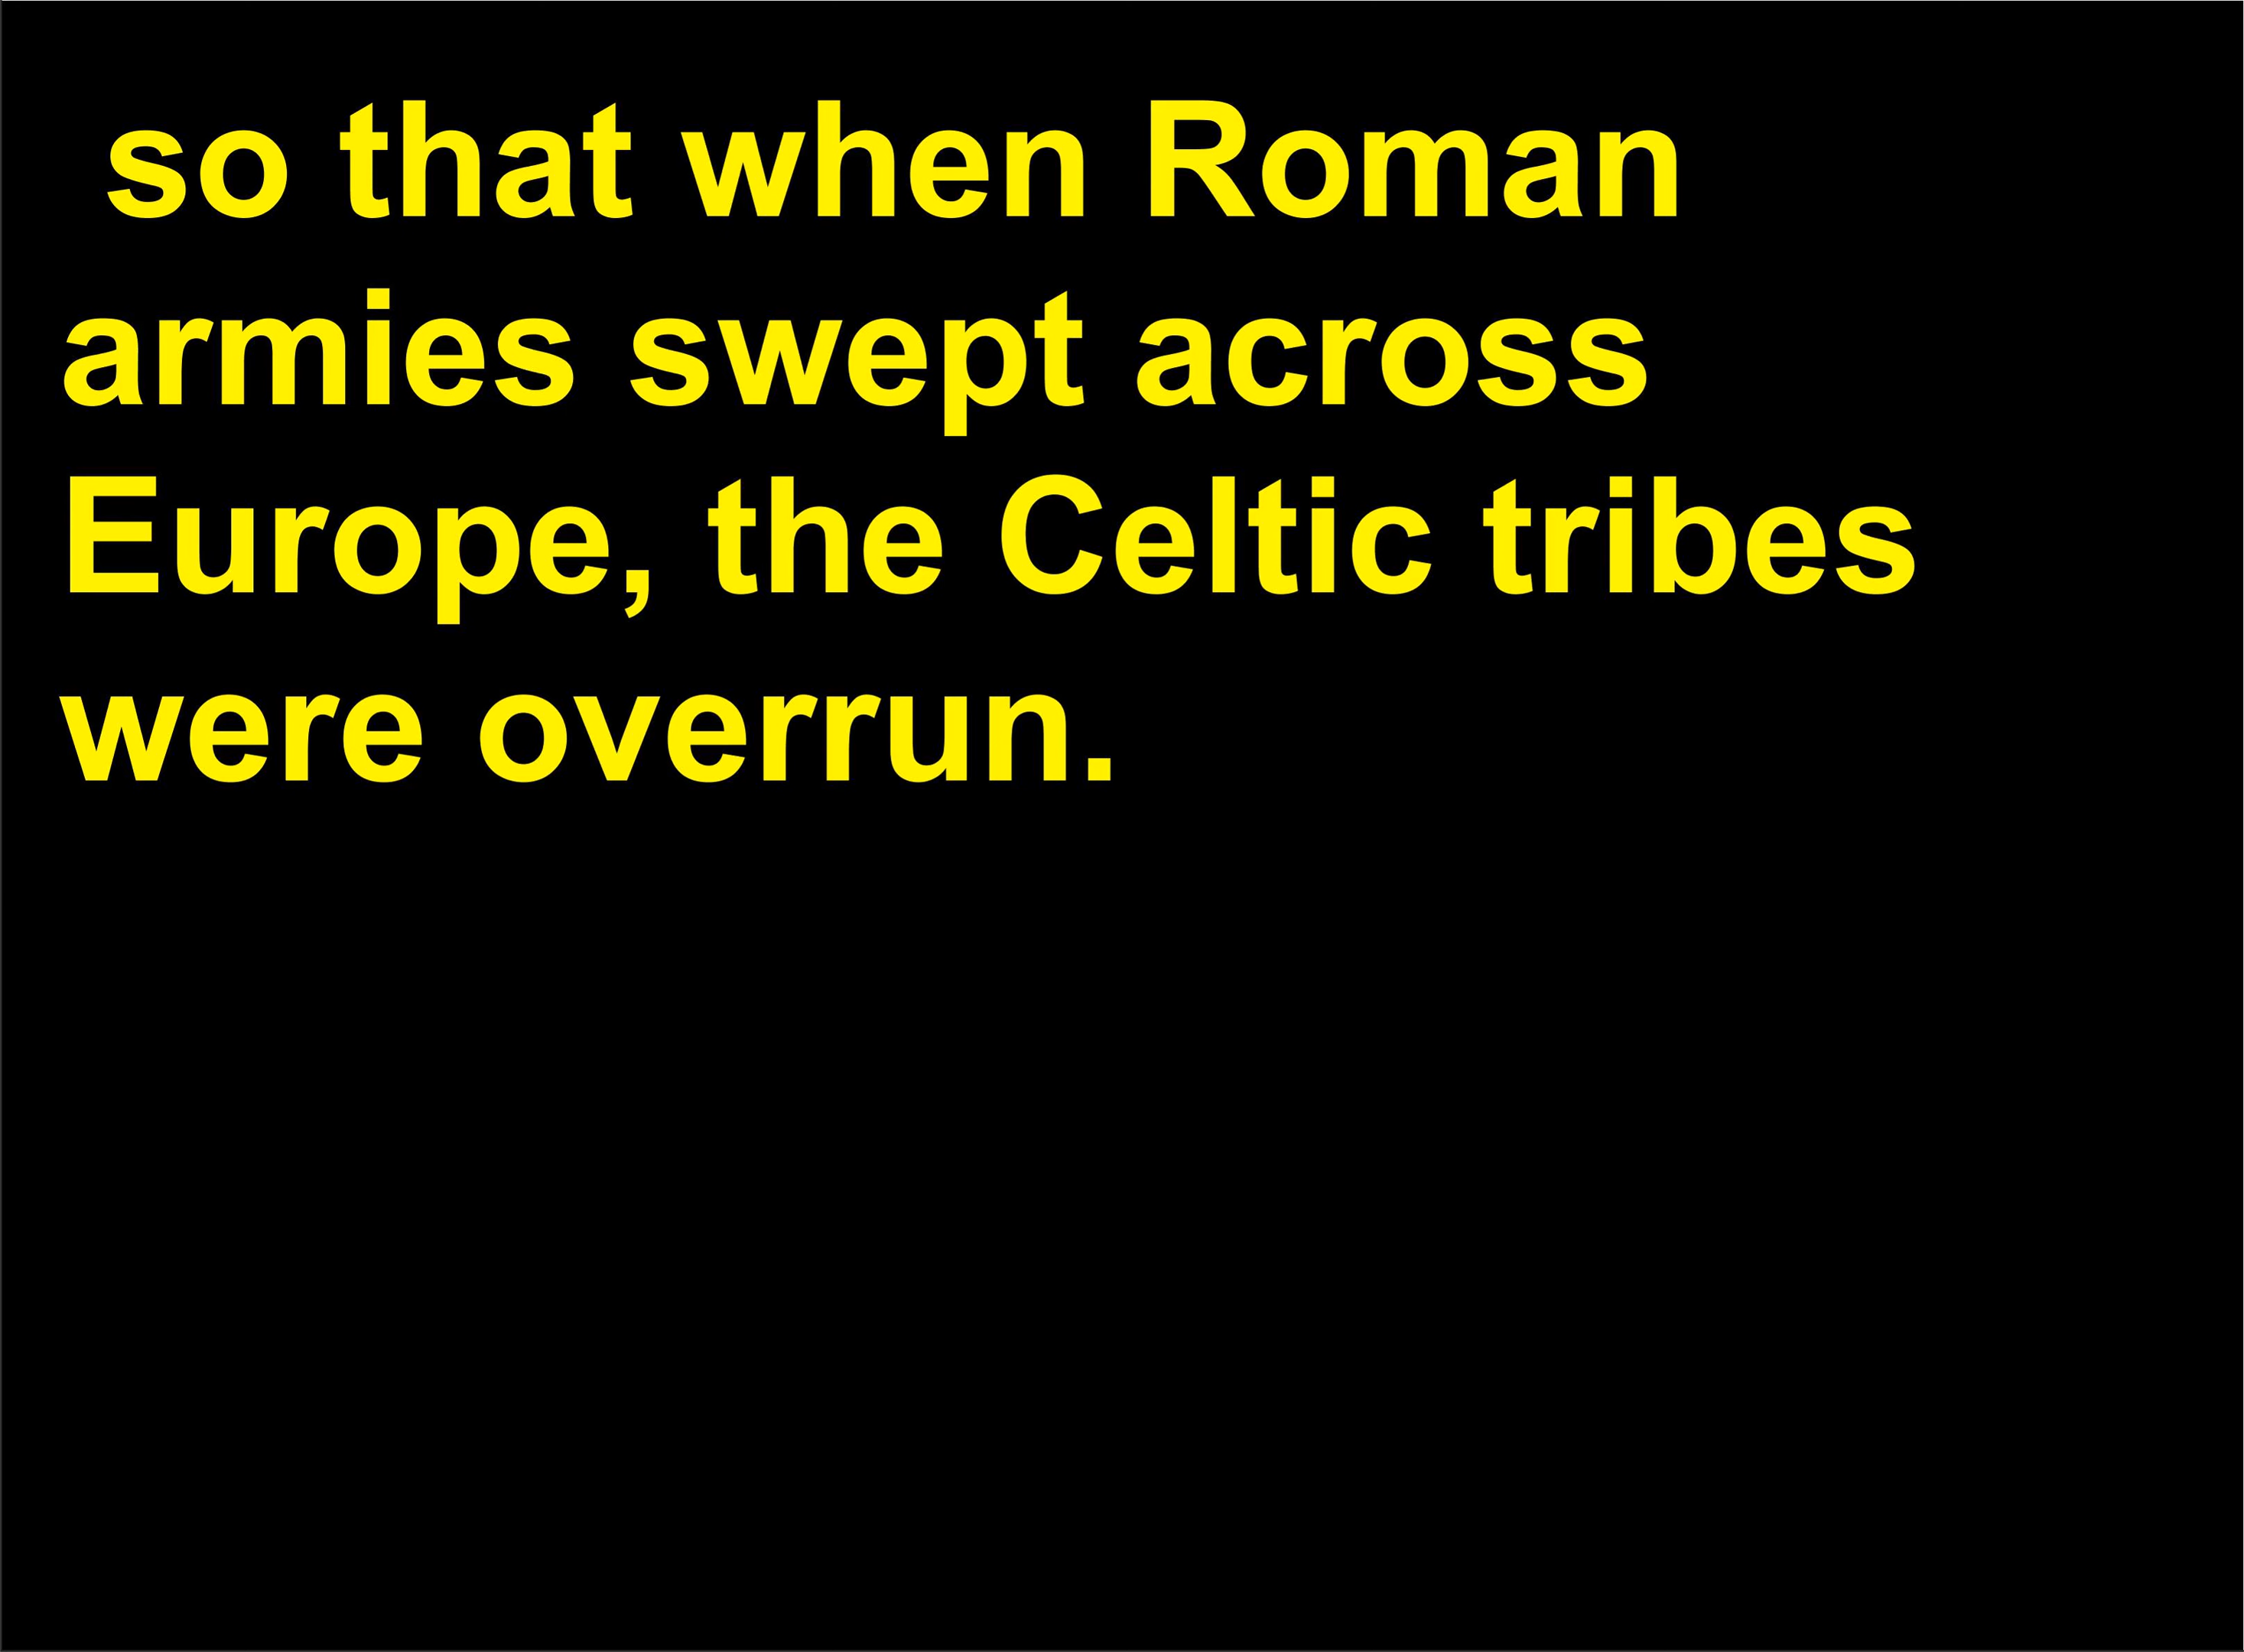 so that when Roman
armies swept across
Europe, the Celtic tribes
were overrun.